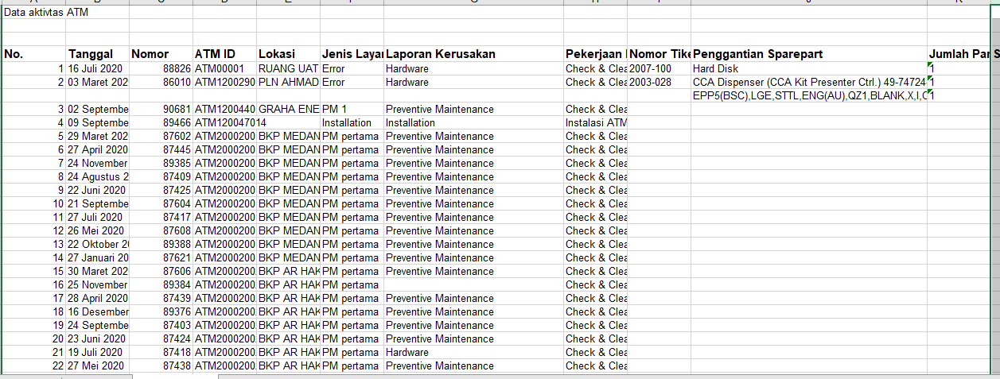 Data aktivtas ATM
No. Tanggal Nomor ATM ID Lokasi Jenis Layar Laporan Kerusakan Pekerjaan Nomor Tike Penggantian Sparepart Jumlah Par S
1 16 Juli 2020 88826 ATM00001 RUANG UAT Error Hardware Check & Clea 2007-100 Hard Disk 1
2 03 Maret 202 86010 ATM1200290 PLN AHMAD Error Hardware Check & Clea 2003-028 CCA Dispenser (CCA Kit Presenter Ctrl.) 49-74724 1
EPP5(BSC),LGE,STTL,ENG(AU),QZ1,BLANK,X,I,C 1
3 02 Septembe 90681 ATM1200440 GRAHA ENE PM 1 Preventive Maintenance Check & Clea
4 09 Septembe 89466 ATM120047014 Installation Installation Instalasi ATM
5 29 Maret 202 87602 ATM2000200 BKP MEDAN PM pertama Preventive Maintenance Check & Clea
6 27 April 2020 87445 ATM2000200 BKP MEDAN PM pertama Preventive Maintenance Check & Clea
7 24 November 89385 ATM2000200 BKP MEDAN PM pertama Preventive Maintenance Check & Clea
8 24 Agustus 2 87409 ATM2000200 BKP MEDAN PM pertama Preventive Maintenance Check & Clea
9 22 Juni 2020 87425 ATM2000200 BKP MEDAN PM pertama Preventive Maintenance Check & Clea
10 21 Septembe 87604 ATM2000200 BKP MEDAN PM pertama Preventive Maintenance Check & Clea
11 27 Juli 2020 87417 ATM2000200 BKP MEDAN PM pertama Preventive Maintenance Check & Clea
12 26 Mei 2020 87608 ATM2000200 BKP MEDAN PM pertama Preventive Maintenance Check & Clea
13 22 Oktober 20 89388 ATM2000200 BKP MEDAN PM pertama Preventive Maintenance Check & Clea
14 27 Januari 20 87621 ATM2000200 BKP MEDAN PM pertama Preventive Maintenance Check & Clea
15 30 Maret 202 87606 ATM2000200 BKP AR HAK PM pertama Preventive Maintenance Check & Clea
16 25 November 89384 ATM2000200 BKP AR HAK PM pertama Check & Clea
17 28 April 2020 87439 ATM2000200 BKP AR HAK PM pertama Preventive Maintenance Check & Clea
18 16 Desember 89376 ATM2000200 BKP AR HAK PM pertama Preventive Maintenance Check & Clea
19 24 Septembe 87403 ATM2000200 BKP AR HAK PM pertama Preventive Maintenance Check & Clea
20 23 Juni 2020 87424 ATM2000200 BKP AR HAK PM pertama Preventive Maintenance Check & Clea
21 19 Juli 2020 87418 ATM2000200 BKP AR HAK PM pertama Hardware Check & Clea
22 27 Mei 2020 87438 ATM2000200 BKP AR HAK PM pertama Preventive Maintenance Check & Clea